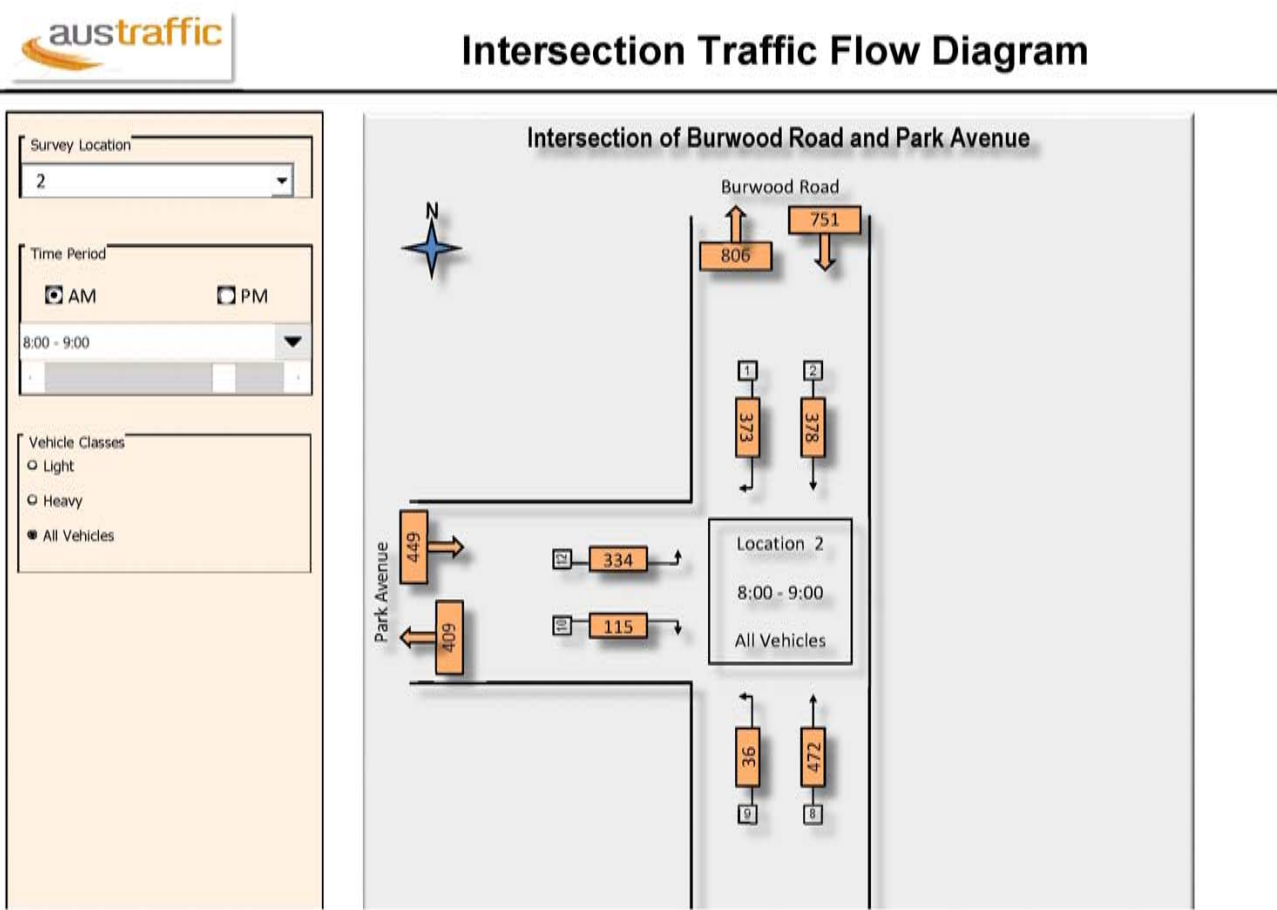 austraffic
Intersection Traffic Flow Diagram
Survey Location
2
Time Period
AM
PM
8:00 - 9:00
Vehicle Classes
Light
Heavy
All Vehicles
Intersection of Burwood Road and Park Avenue
Burwood Road
N
751
806
1
2
373
378
Park Avenue
449
12
334
409
10
115
Location 2
8:00 - 9:00
All Vehicles
36
472
9
8